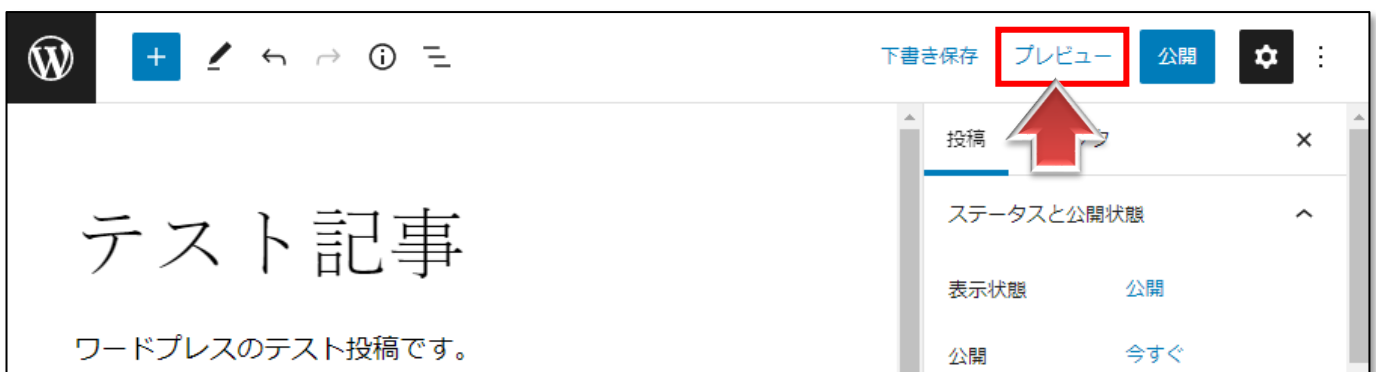 下書き保存 プレビュー 公開
投稿
ステータスと公開状態
テスト記事
表示状態 公開
ワードプレスのテスト投稿です。
公開 今すぐ